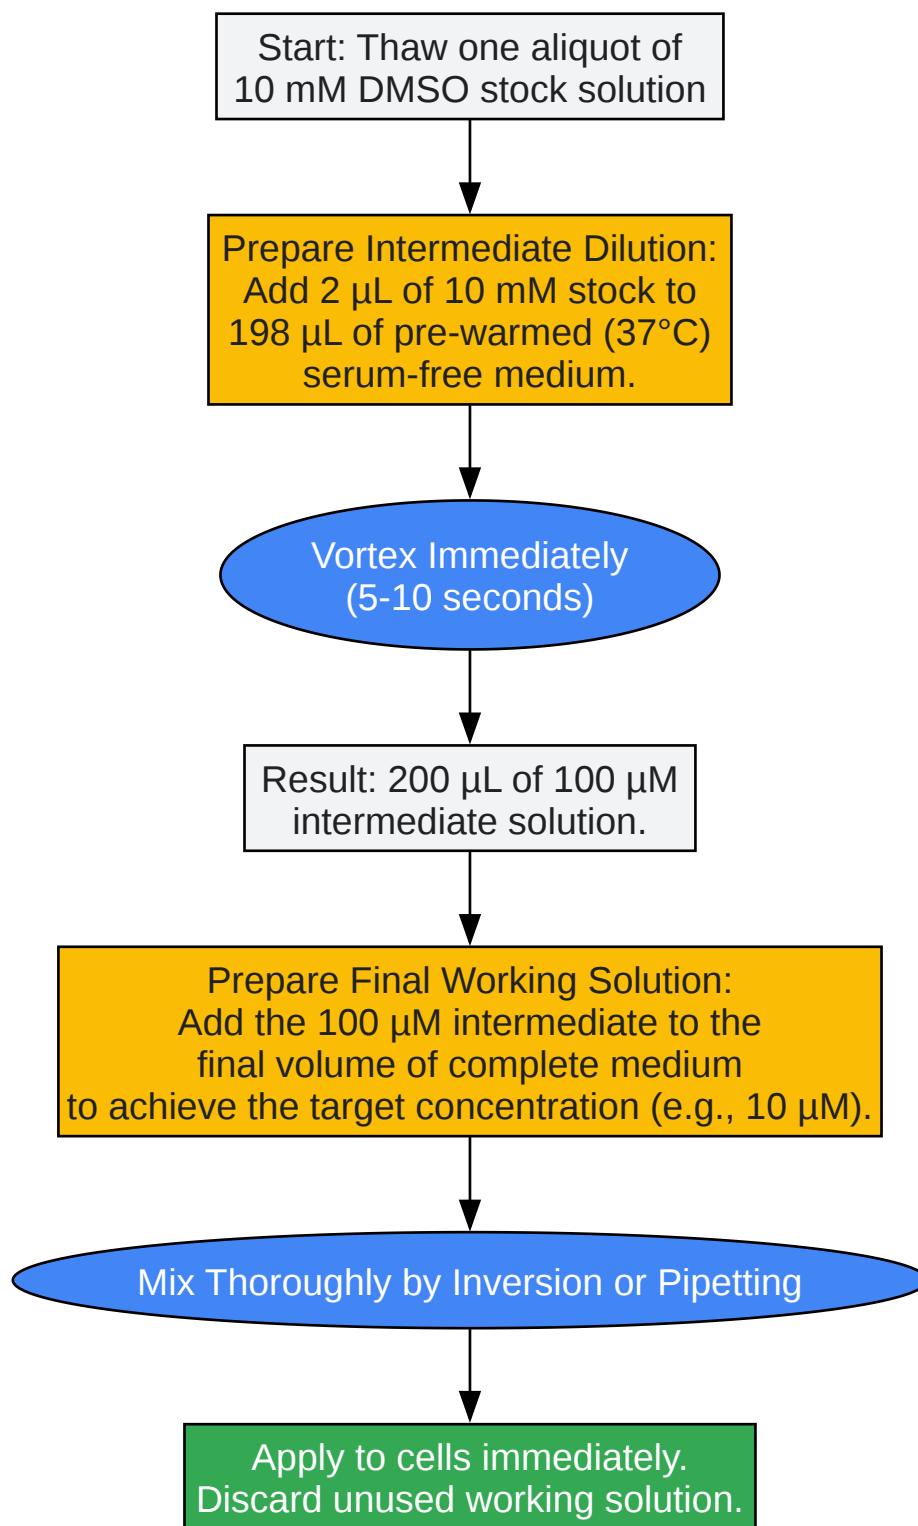 Start: Thaw one aliquot of
10 mM DMSO stock solution
Prepare Intermediate Dilution:
Add 2 µL of 10 mM stock to
198 µL of pre-warmed (37°C)
serum-free medium.
Vortex Immediately
(5-10 seconds)
Result: 200 µL of 100 µM
intermediate solution.
Prepare Final Working Solution:
Add the 100 µM intermediate to the
final volume of complete medium
to achieve the target concentration (e.g., 10 µM).
Mix Thoroughly by Inversion or Pipetting
Apply to cells immediately.
Discard unused working solution.